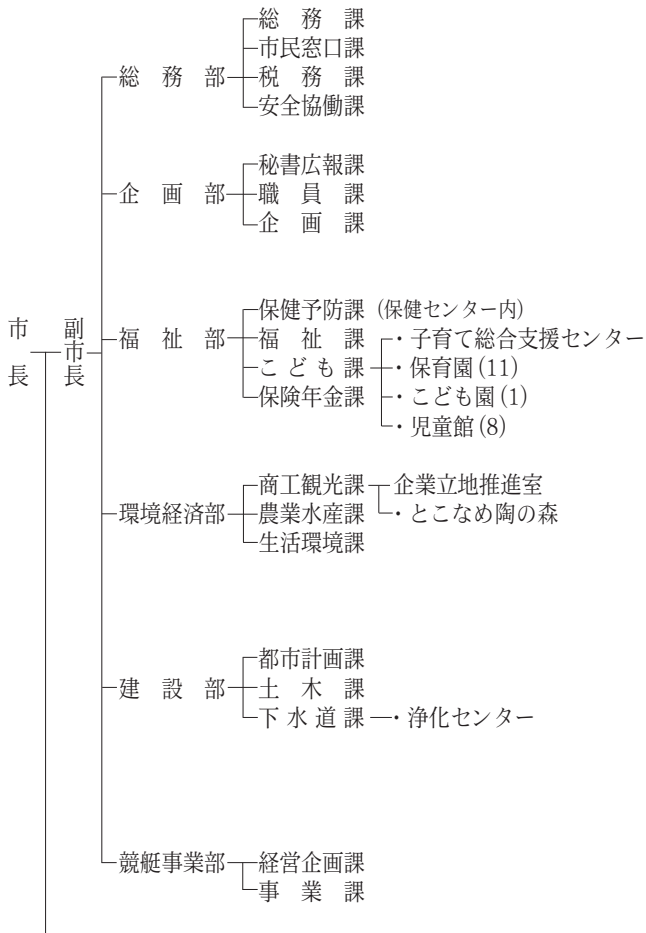 総務課
市民窓口課
総務部 税務課
安全協働課
秘書広報課
企画部 職員課
企画課
保健予防課 (保健センター内)
市長 副市長 福祉部 福祉課 ・子育て総合支援センター
こども課 ・保育園(11)
保険年金課 ・こども園(1)
・児童館(8)
商工観光課 企業立地推進室
環境経済部 農業水産課 ・とこなめ陶の森
生活環境課
都市計画課
建設部 土木課
下水道課 ・浄化センター
競艇事業部 経営企画課
事業課